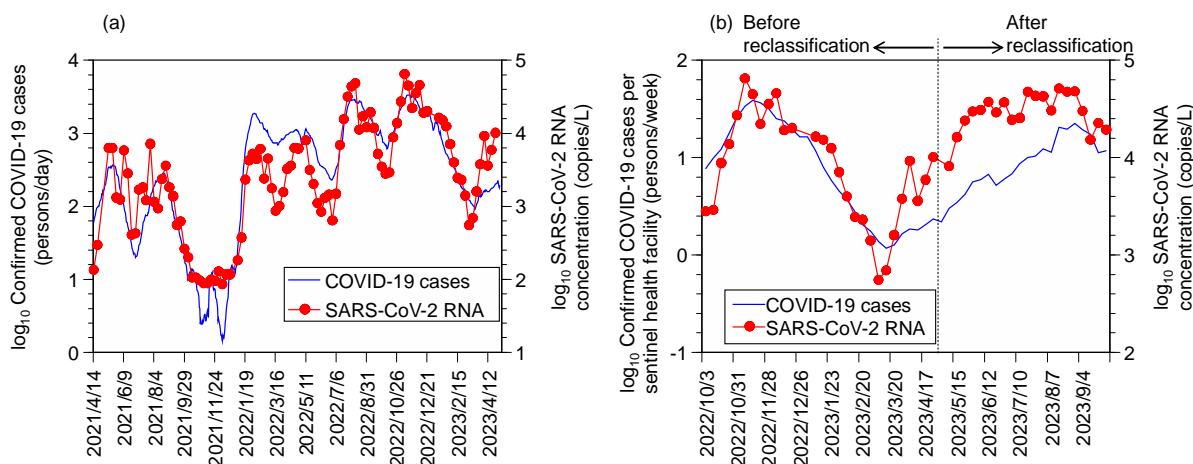 (a)
log10 Confirmed COVID-19 cases
(persons/day)
4
3
2
1
0
5
4
3
2
1
log10 SARS-CoV-2 RNA
concentration (copies/L)
COVID-19 cases
SARS-CoV-2 RNA
2021/4/14
2021/6/9
2021/8/4
2021/9/29
2021/11/24
2022/1/19
2022/3/16
2022/5/11
2022/7/6
2022/8/31
2022/10/26
2022/12/21
2023/2/15
2023/4/12
(b)
Before
reclassification
After
reclassification
log10 Confirmed COVID-19 cases per
sentinel health facility (persons/week)
2
1
0
-1
5
4
3
2
log10 SARS-CoV-2 RNA
concentration (copies/L)
COVID-19 cases
SARS-CoV-2 RNA
2022/10/3
2022/10/31
2022/11/28
2022/12/26
2023/1/23
2023/2/20
2023/3/20
2023/4/17
2023/5/15
2023/6/12
2023/7/10
2023/8/7
2023/9/4